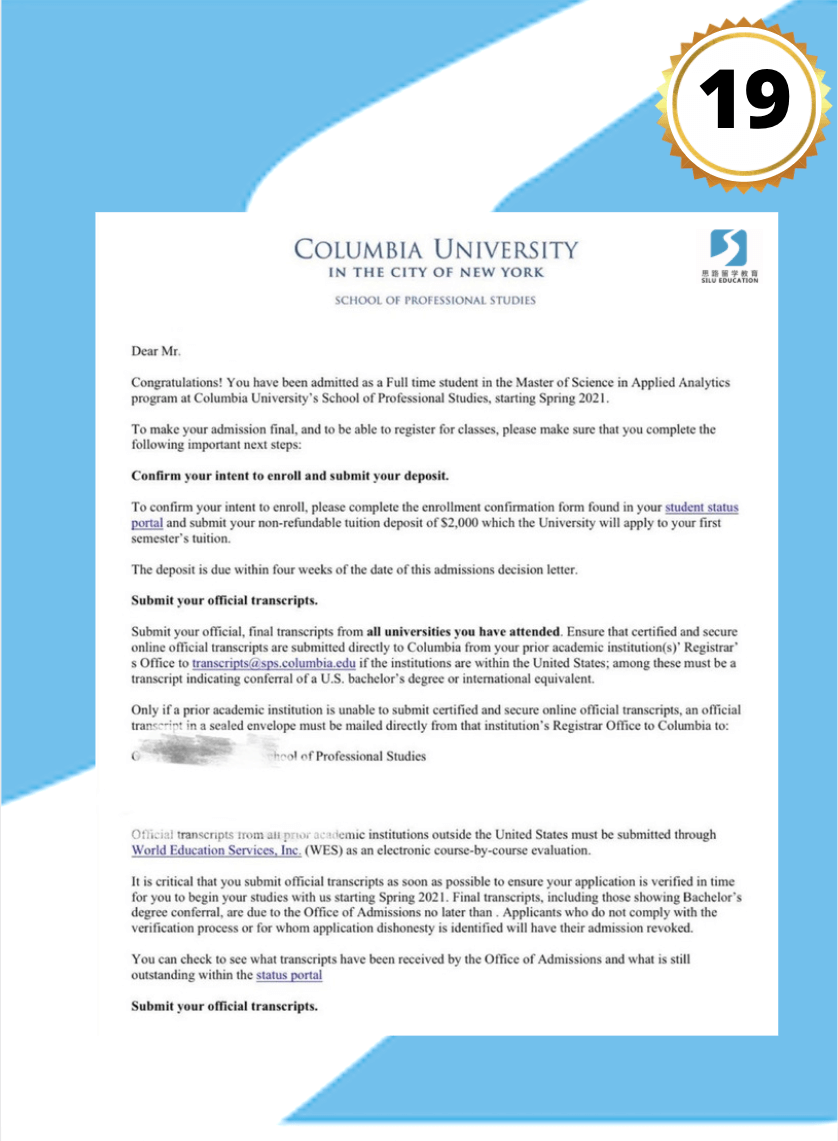 19
COLUMBIA UNIVERSITY
IN THE CITY OF NEW YORK
SCHOOL OF PROFESSIONAL STUDIES
思路留学教育
SILU EDUCATION
Dear Mr.
Congratulations! You have been admitted as a Full time student in the Master of Science in Applied Analytics
program at Columbia University's School of Professional Studies, starting Spring 2021.
To make your admission final, and to be able to register for classes, please make sure that you complete the
following important next steps:
Confirm your intent to enroll and submit your deposit.
To confirm your intent to enroll, please complete the enrollment confirmation form found in your student status
portal and submit your non-refundable tuition deposit of $2,000 which the University will apply to your first
semester's tuition.
The deposit is due within four weeks of the date of this admissions decision letter.
Submit your official transcripts.
Submit your official, final transcripts from all universities you have attended. Ensure that certified and secure
online official transcripts are submitted directly to Columbia from your prior academic institution(s)' Registrar'
s Office to transcripts@sps.columbia.edu if the institutions are within the United States; among these must be a
transcript indicating conferral of a U.S. bachelor's degree or international equivalent.
Only if a prior academic institution is unable to submit certified and secure online official transcripts, an official
transcript in a sealed envelope must be mailed directly from that institution's Registrar Office to Columbia to:
of Professional Studies
Official transcripts from all prior academic institutions outside the United States must be submitted through
World Education Services, Inc. (WES) as an electronic course-by-course evaluation.
It is critical that you submit official transcripts as soon as possible to ensure your application is verified in time
for you to begin your studies with us starting Spring 2021. Final transcripts, including those showing Bachelor's
degree conferral, are due to the Office of Admissions no later than . Applicants who do not comply with the
verification process or for whom application dishonesty is identified will have their admission revoked.
You can check to see what transcripts have been received by the Office of Admissions and what is still
outstanding within the status portal
Submit your official transcripts.